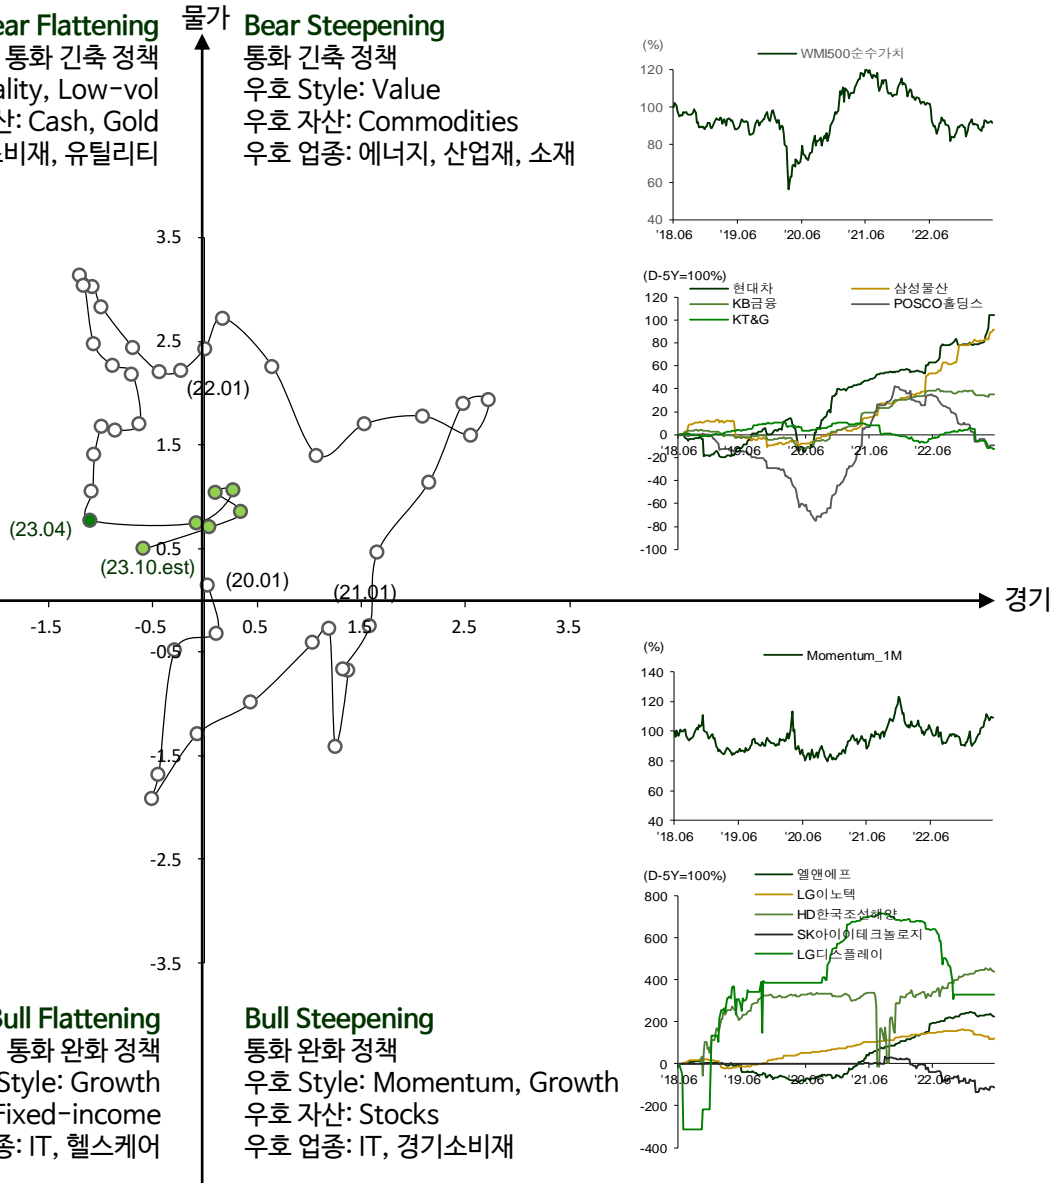 ear Flattening
통화 긴축 정책
ality, Low-vol
산: Cash, Gold
비재, 유틸리티
물가
Bear Steepening
통화 긴축 정책
우호 Style: Value
우호 자산: Commodities
우호 업종: 에너지, 산업재, 소재
3.5
2.5
(22.01)
1.5
(23.04)
0.5
(23.10.est)
(20.01)
(21.01)
경기
-1.5
-0.5
0.5
1.5
2.5
3.5
-0.5
-1.5
-2.5
-3.5
Bull Flattening
통화 완화 정책
Style: Growth
Fixed-income
종: IT, 헬스케어
Bull Steepening
통화 완화 정책
우호 Style: Momentum, Growth
우호 자산: Stocks
우호 업종: IT, 경기소비재
(%)
WMI500순수가치
120
100
80
60
40
'18.06 '19.06 '20.06 '21.06 '22.06
(D-5Y=100%)
현대차 삼성물산
KB금융 POSCO홀딩스
KT&G
120
100
80
60
40
20
0
-20
-40
-60
-80
-100
'18.06 '19.06 '20.06 '21.06 '22.06
(%)
Momentum_1M
140
120
100
80
60
40
'18.06 '19.06 '20.06 '21.06 '22.06
(D-5Y=100%)
엘앤에프
LG이노텍
HD한국조선해양
SK아이이테크놀로지
LG디스플레이
800
600
400
200
0
-200
-400
'18.06 '19.06 '20.06 '21.06 '22.06